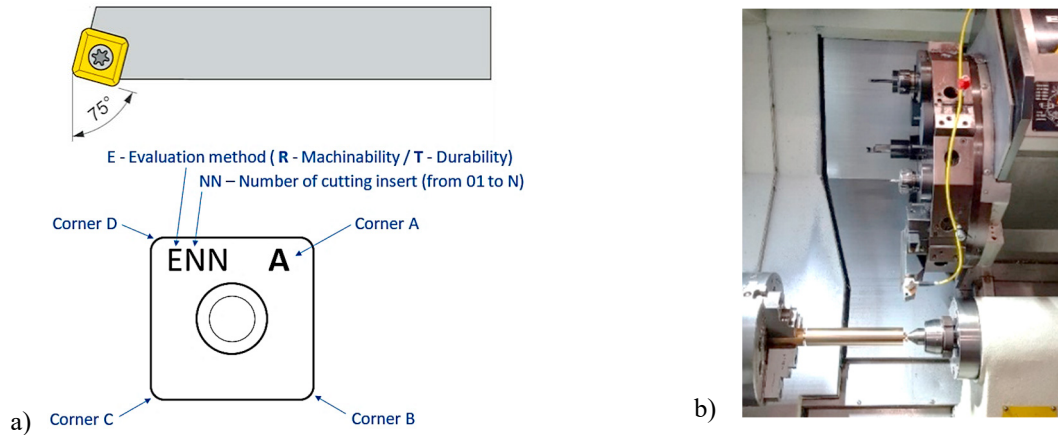 75°
E - Evaluation method ( R - Machinability / T - Durability)
NN – Number of cutting insert (from 01 to N)
Corner D
Corner A
ENN A
Corner C
Corner B
a)
b)